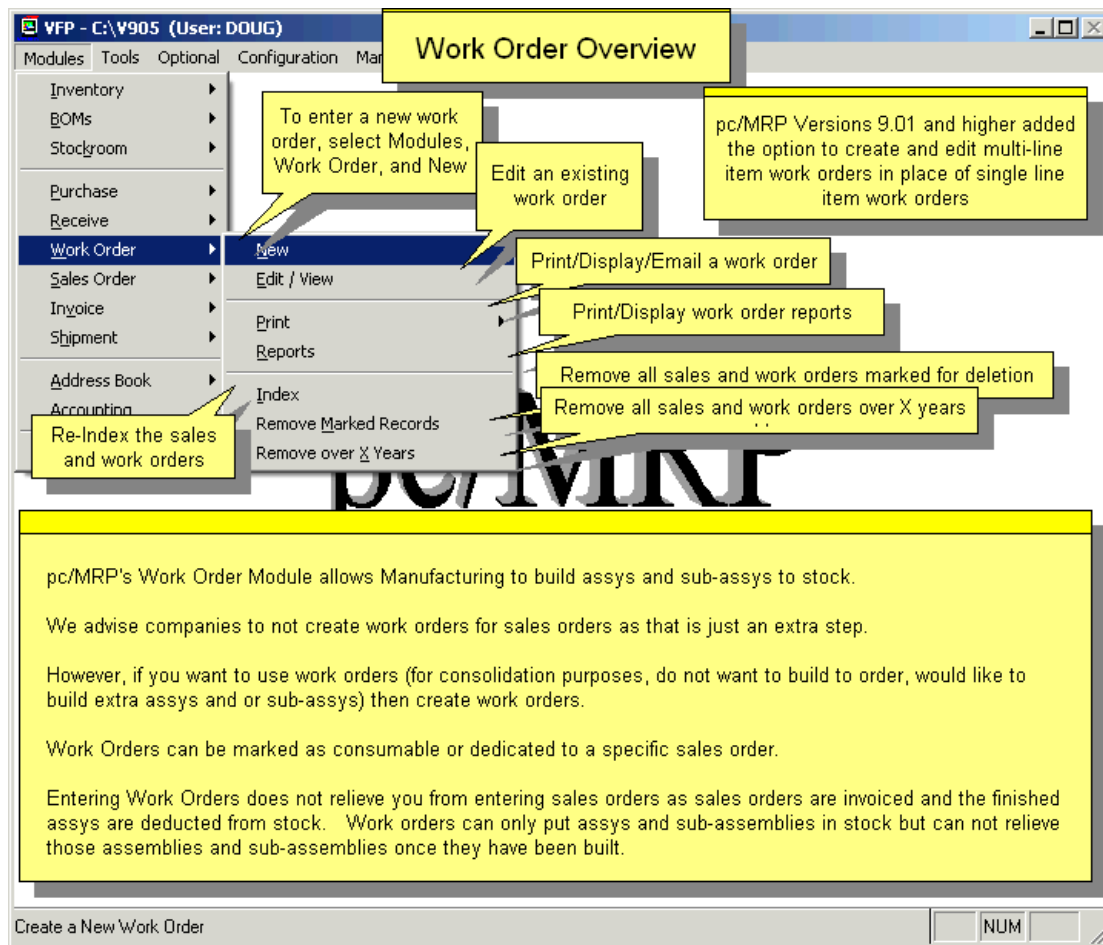 VFP - C:\V905 (User: DOUG)
Work Order Overview
Modules Tools Optional Configuration
Inventory
BOMs
Stockroom
Purchase
Receive
Work Order
Sales Order
Invoice
Shipment
Address Book
Accounting
To enter a new work
order, select Modules,
Work Order, and New
Edit an existing
work order
pc/MRP Versions 9.01 and higher added
the option to create and edit multi-line
item work orders in place of single line
item work orders
New
Edit / View
Print
Reports
Index
Remove Marked Records
Remove over X Years
Print/Display/Email a work order
Print/Display work order reports
Remove all sales and work orders marked for deletion
Remove all sales and work orders over X years
Re-Index the sales
and work orders
pc/MRP
pc/MRP's Work Order Module allows Manufacturing to build assys and sub-assys to stock.
We advise companies to not create work orders for sales orders as that is just an extra step.
However, if you want to use work orders (for consolidation purposes, do not want to build to order, would like to
build extra assys and or sub-assys) then create work orders.
Work Orders can be marked as consumable or dedicated to a specific sales order.
Entering Work Orders does not relieve you from entering sales orders as sales orders are invoiced and the finished
assys are deducted from stock.   Work orders can only put assys and sub-assemblies in stock but can not relieve
those assemblies and sub-assemblies once they have been built.
Create a New Work Order
NUM